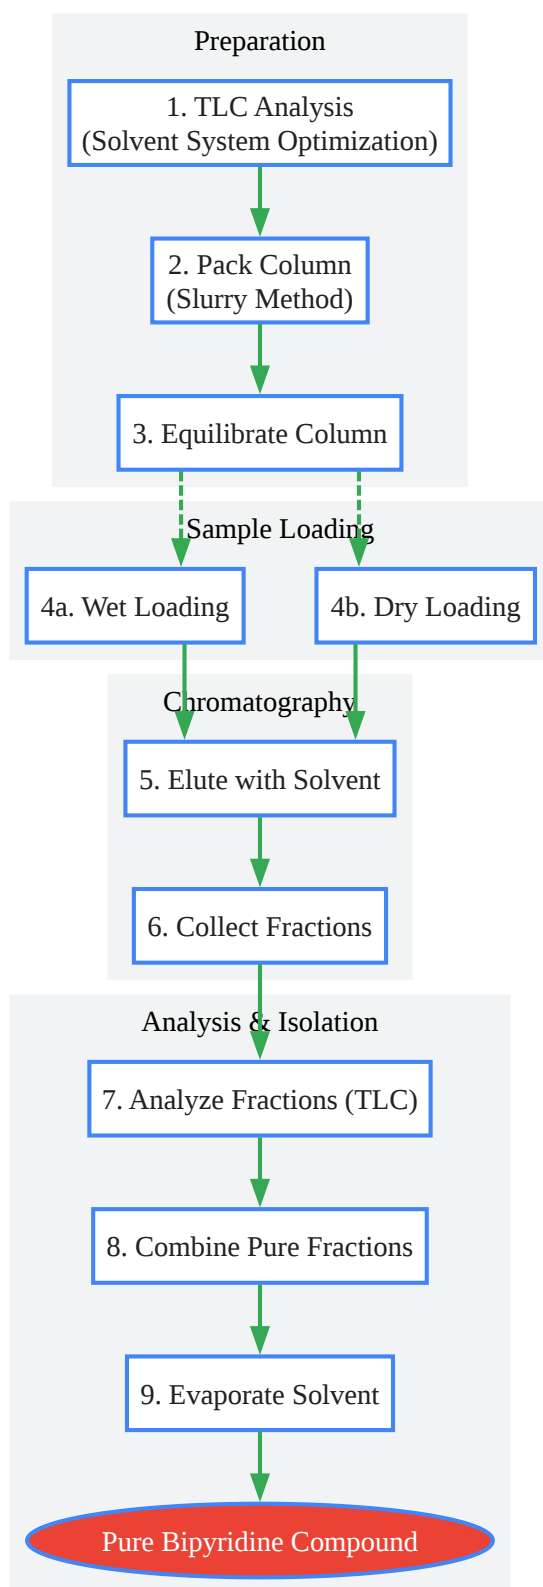 Preparation
1. TLC Analysis
(Solvent System Optimization)
2. Pack Column
(Slurry Method)
3. Equilibrate Column
Sample Loading
4a. Wet Loading
4b. Dry Loading
Chromatography
5. Elute with Solvent
6. Collect Fractions
Analysis & Isolation
7. Analyze Fractions (TLC)
8. Combine Pure Fractions
9. Evaporate Solvent
Pure Bipyridine Compound